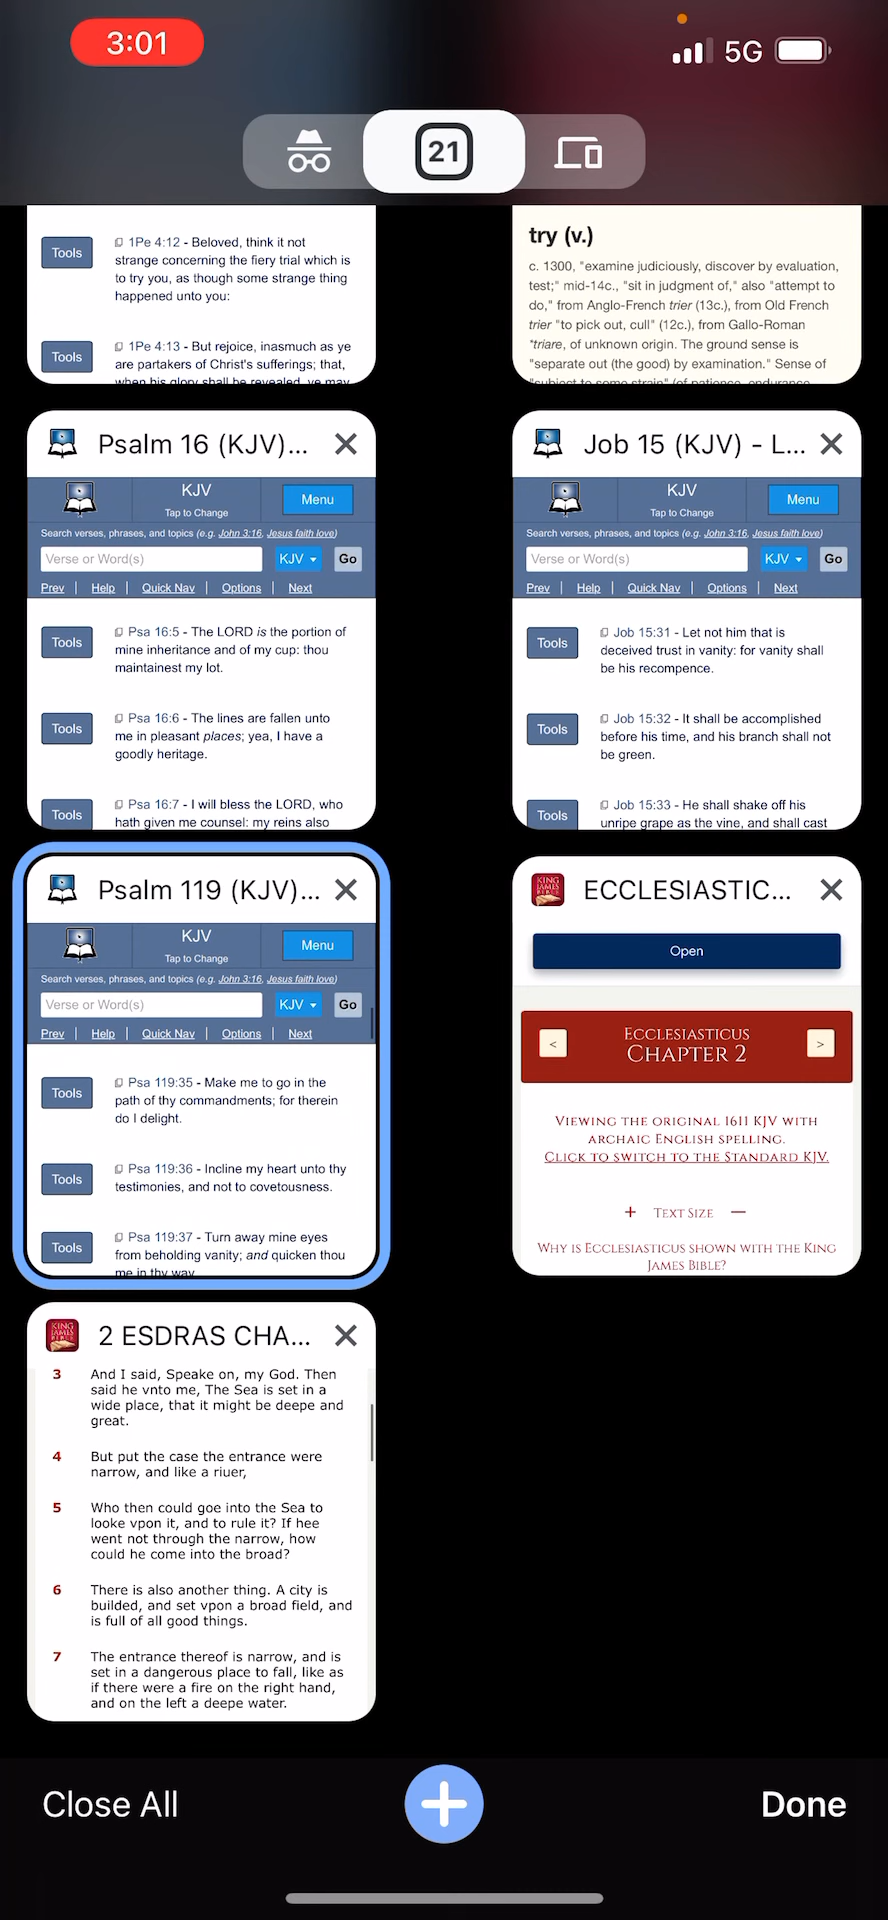 3:01
5G
21
Tools
1Pe 4:12 - Beloved, think it not
strange concerning the fiery trial which is
to try you, as though some strange thing
happened unto you:
Tools
1Pe 4:13 - But rejoice, inasmuch as ye
are partakers of Christ's sufferings; that,
when his glory shall be revealed, ye may
try (v.)
c. 1300, "examine judiciously, discover by evaluation,
test;" mid-14c., "sit in judgment of," also "attempt to
do," from Anglo-French trier (13c.), from Old French
trier "to pick out, cull" (12c.), from Gallo-Roman
*triare, of unknown origin. The ground sense is
"separate out (the good) by examination." Sense of
"subject to some strain" (of patience, endurance,
Psalm 16 (KJV)...
KJV
Tap to Change
Menu
Search verses, phrases, and topics (e.g. John 3:16, Jesus faith love)
Verse or Word(s)
KJV
Go
Prev | Help | Quick Nav | Options | Next
Tools
Psa 16:5 - The LORD is the portion of
mine inheritance and of my cup: thou
maintainest my lot.
Tools
Psa 16:6 - The lines are fallen unto
me in pleasant places; yea, I have a
goodly heritage.
Tools
Psa 16:7 - I will bless the LORD, who
hath given me counsel: my reins also
Job 15 (KJV) - L...
KJV
Tap to Change
Menu
Search verses, phrases, and topics (e.g. John 3:16, Jesus faith love)
Verse or Word(s)
KJV
Go
Prev | Help | Quick Nav | Options | Next
Tools
Job 15:31 - Let not him that is
deceived trust in vanity: for vanity shall
be his recompence.
Tools
Job 15:32 - It shall be accomplished
before his time, and his branch shall not
be green.
Tools
Job 15:33 - He shall shake off his
unripe grape as the vine, and shall cast
Psalm 119 (KJV)...
KJV
Tap to Change
Menu
Search verses, phrases, and topics (e.g. John 3:16, Jesus faith love)
Verse or Word(s)
KJV
Go
Prev | Help | Quick Nav | Options | Next
Tools
Psa 119:35 - Make me to go in the
path of thy commandments; for therein
do I delight.
Tools
Psa 119:36 - Incline my heart unto thy
testimonies, and not to covetousness.
Tools
Psa 119:37 - Turn away mine eyes
from beholding vanity; and quicken thou
me in thy way.
KING JAMES BIBLE
ECCLESIASTIC...
Open
<
Ecclesiasticus
Chapter 2
>
Viewing the original 1611 KJV with
archaic English spelling.
Click to switch to the Standard KJV.
+ Text Size —
Why is Ecclesiasticus shown with the King
James Bible?
KING JAMES BIBLE
2 ESDRAS CHA...
3 And I said, Speake on, my God. Then
said he vnto me, The Sea is set in a
wide place, that it might be deepe and
great.
4 But put the case the entrance were
narrow, and like a riuer,
5 Who then could goe into the Sea to
looke vpon it, and to rule it? If hee
went not through the narrow, how
could he come into the broad?
6 There is also another thing. A city is
builded, and set vpon a broad field, and
is full of all good things.
7 The entrance thereof is narrow, and is
set in a dangerous place to fall, like as
if there were a fire on the right hand,
and on the left a deepe water.
Close All
Done